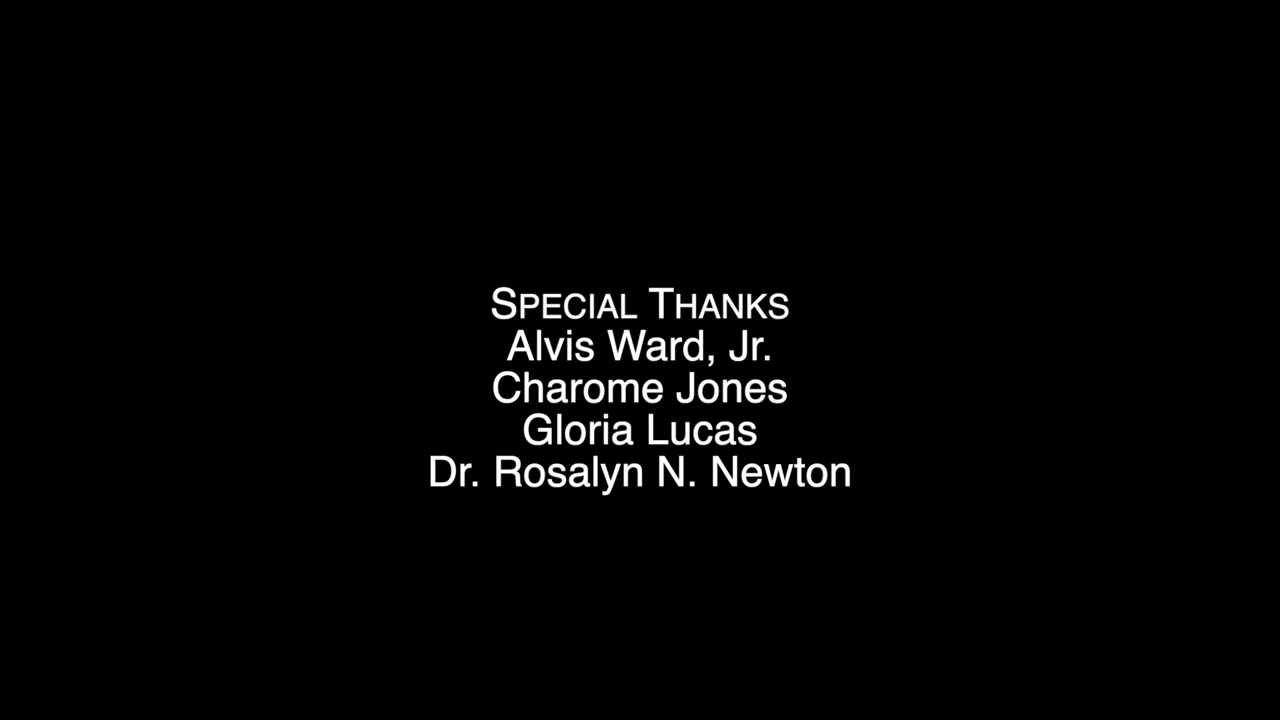 SPECIAL THANKS
Alvis Ward, Jr.
Charome Jones
Gloria Lucas
Dr. Rosalyn N. Newton